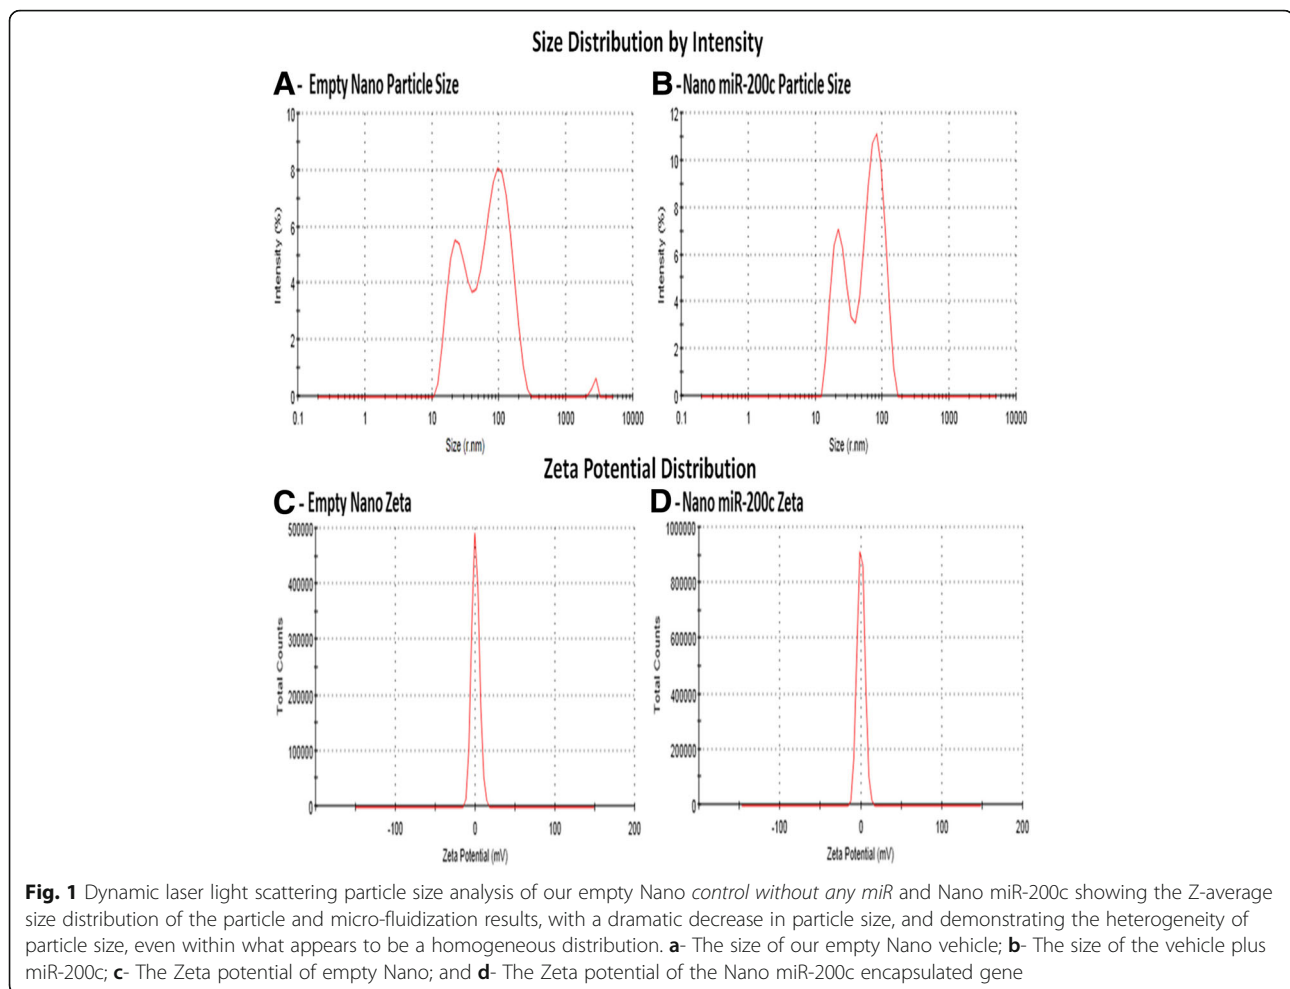 Size Distribution by Intensity
A- Empty Nano Particle Size
B-Nano miR-200c Particle Size
10
8
6
4
2
0
Intensity (%)
0.1 1 10 100 1000 10000
Size (r.nm)
12
10
8
6
4
2
0
Intensity (%)
0.1 1 10 100 1000 10000
Size (r.nm)
Zeta Potential Distribution
C- Empty Nano Zeta
D-Nano miR-200c Zeta
500000
400000
300000
200000
100000
0
Total Counts
-100 0 100 200
Zeta Potential (mV)
1000000
800000
600000
400000
200000
0
Total Counts
-100 0 100 200
Zeta Potential (mV)
Fig. 1 Dynamic laser light scattering particle size analysis of our empty Nano control without any miR and Nano miR-200c showing the Z-average
size distribution of the particle and micro-fluidization results, with a dramatic decrease in particle size, and demonstrating the heterogeneity of
particle size, even within what appears to be a homogeneous distribution. a- The size of our empty Nano vehicle; b- The size of the vehicle plus
miR-200c; c- The Zeta potential of empty Nano; and d- The Zeta potential of the Nano miR-200c encapsulated gene